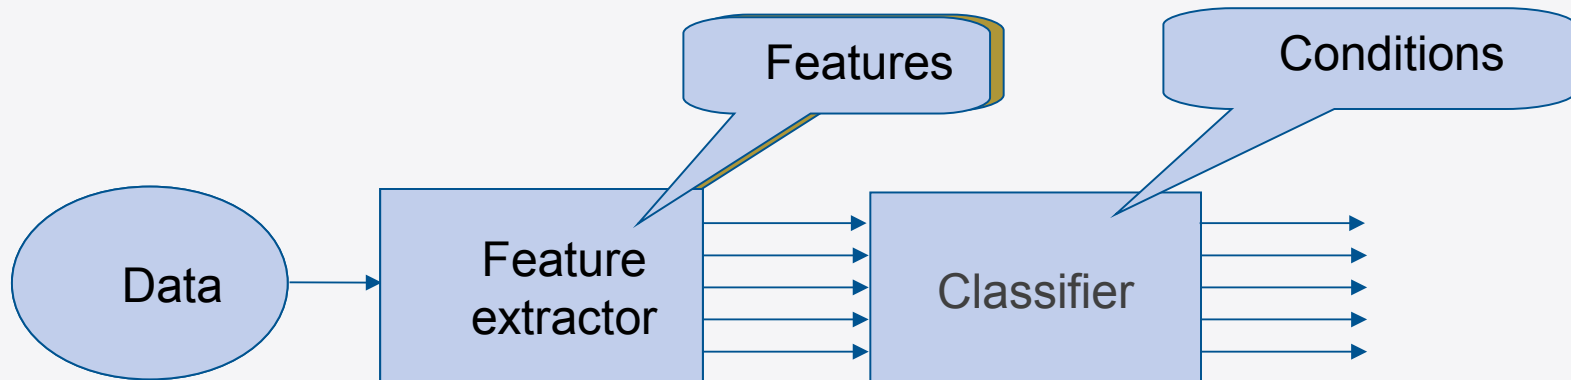 Features
Conditions
Data
Feature
extractor
Classifier